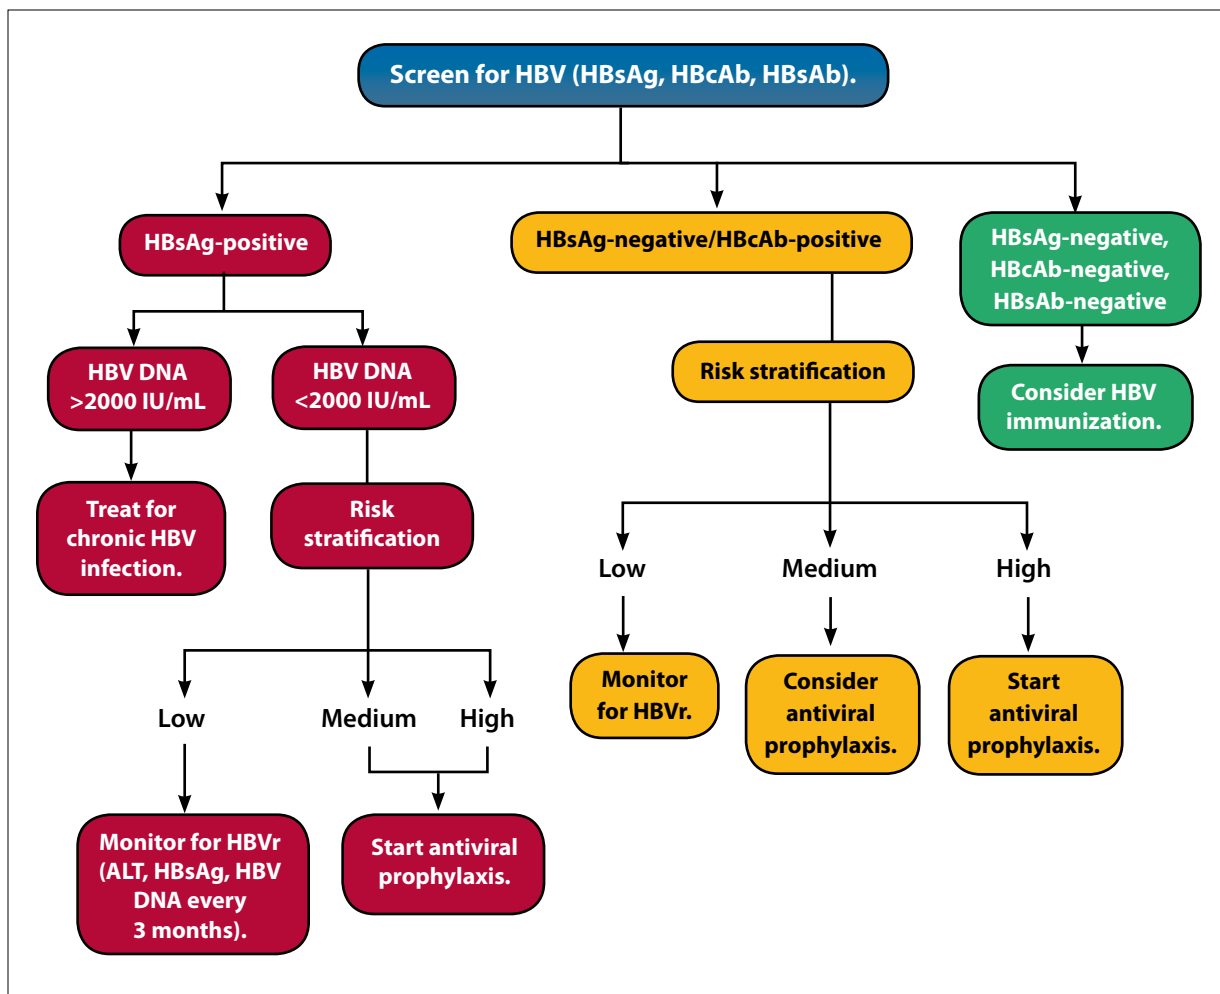 Screen for HBV (HBsAg, HBcAb, HBsAb).
HBsAg-positive
HBsAg-negative/HBcAb-positive
HBsAg-negative,
HBcAb-negative,
HBsAb-negative
HBV DNA
>2000 IU/mL
HBV DNA
<2000 IU/mL
Risk stratification
Consider HBV
immunization.
Treat for
chronic HBV
infection.
Risk
stratification
Low
Medium
High
Monitor
for HBVr.
Consider
antiviral
prophylaxis.
Start
antiviral
prophylaxis.
Low
Medium
High
Monitor for HBVr
(ALT, HBsAg, HBV
DNA every
3 months).
Start antiviral
prophylaxis.